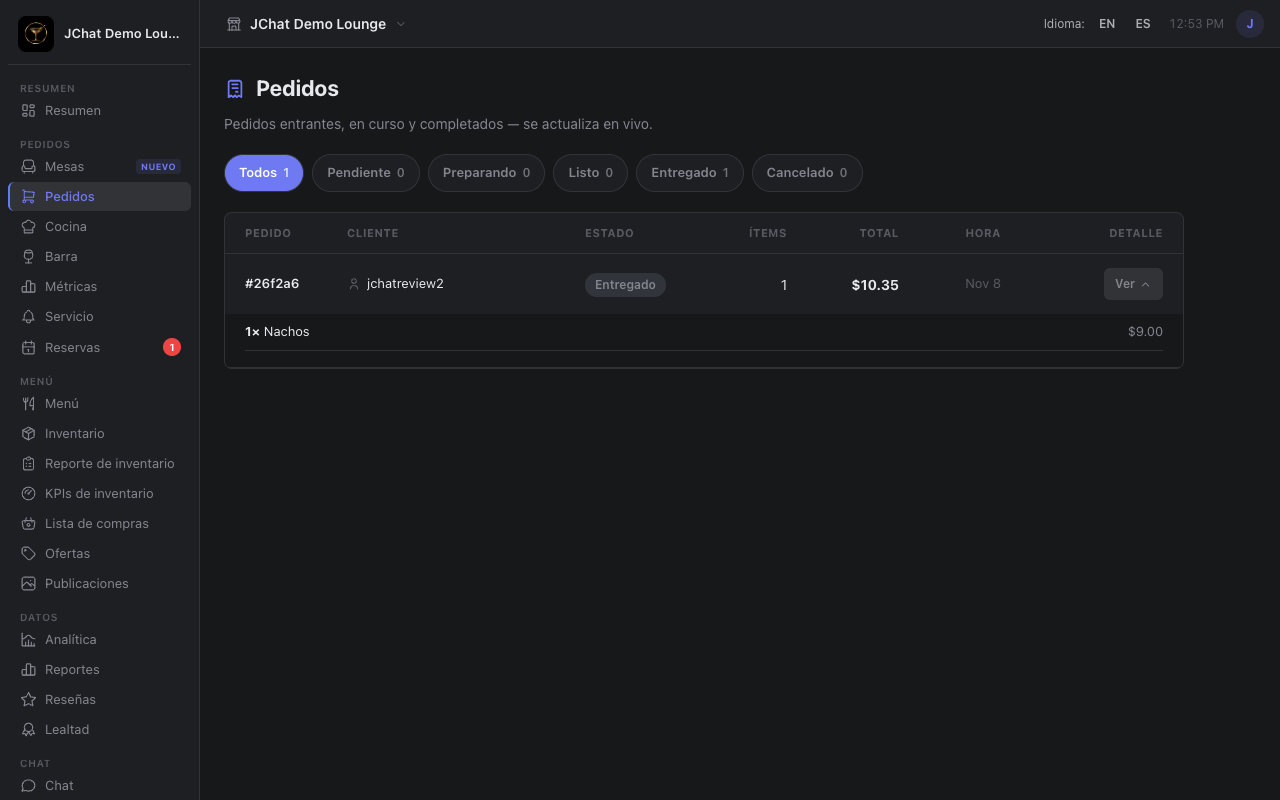 JChat Demo Lou...
RESUMEN
Resumen
PEDIDOS
Mesas NUEVO
Pedidos
Cocina
Barra
Métricas
Servicio
Reservas 1
MENÚ
Menú
Inventario
Reporte de inventario
KPIs de inventario
Lista de compras
Ofertas
Publicaciones
DATOS
Analítica
Reportes
Reseñas
Lealtad
CHAT
Chat
JChat Demo Lounge
Idioma: EN ES 12:53 PM J
Pedidos
Pedidos entrantes, en curso y completados — se actualiza en vivo.
Todos 1 Pendiente 0 Preparando 0 Listo 0 Entregado 1 Cancelado 0
PEDIDO CLIENTE ESTADO ÍTEMS TOTAL HORA DETALLE
#26f2a6 jchatreview2 Entregado 1 $10.35 Nov 8 Ver
1× Nachos $9.00